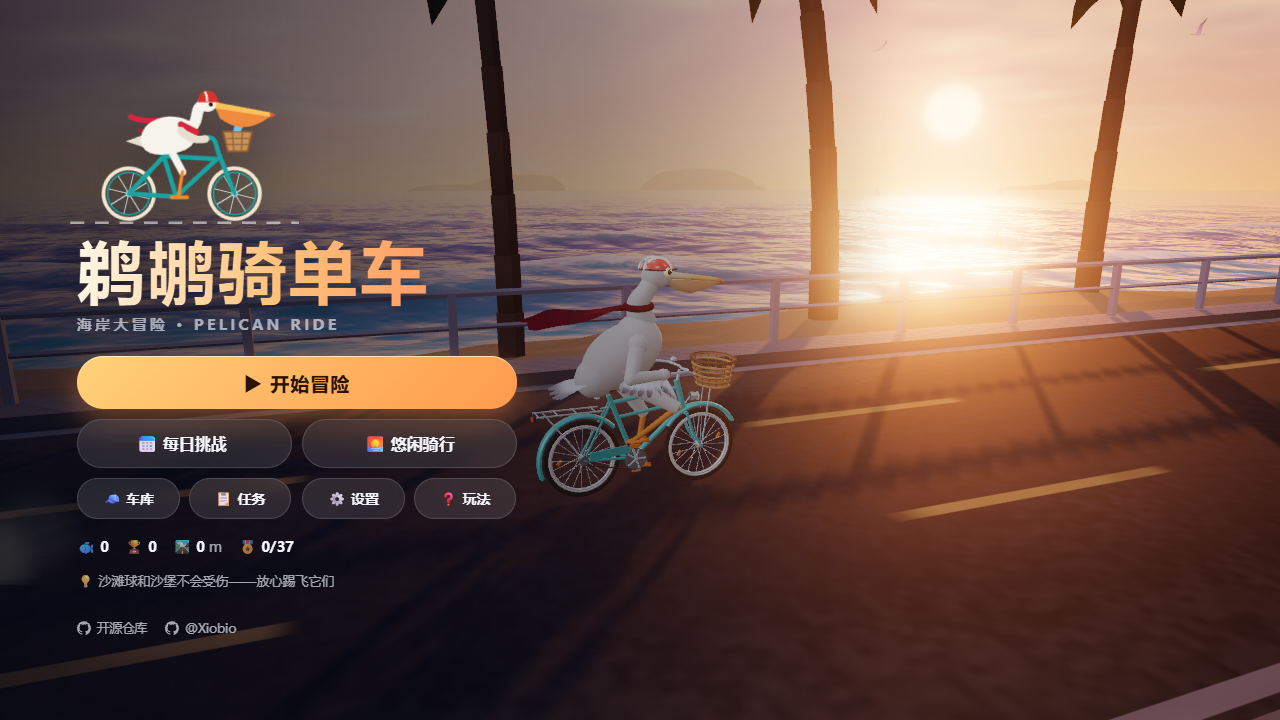 鹈鹕骑单车
海岸大冒险 • PELICAN RIDE
▶ 开始冒险
每日挑战 悠闲骑行
车库 任务 设置 ❓ 玩法
0 0 0 m 0/37
沙滩球和沙堡不会受伤——放心踢飞它们
开源仓库 @Xiobio